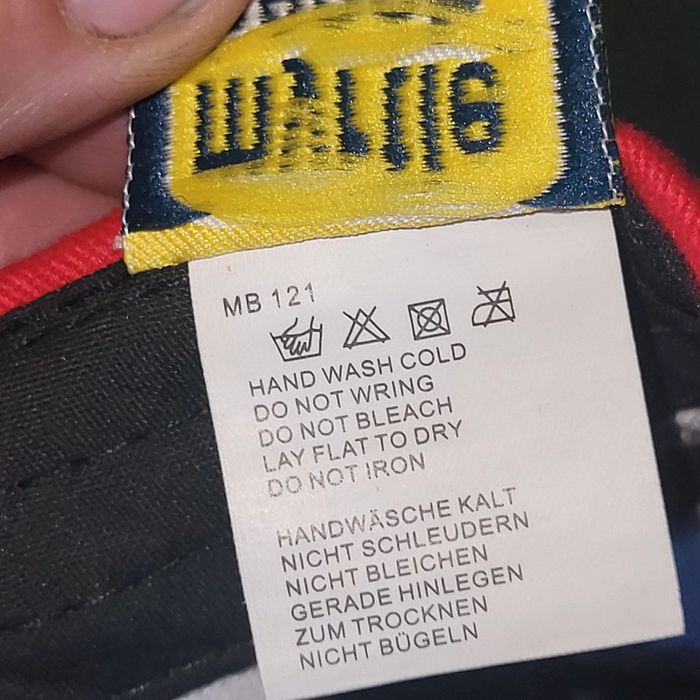 MB 121
HAND WASH COLD
DO NOT WRING
DO NOT BLEACH
LAY FLAT TO DRY
DO NOT IRON
HANDWÄSCHE KALT
NICHT SCHLEUDERN
NICHT BLEICHEN
GERADE HINLEGEN
ZUM TROCKNEN
NICHT BÜGELN